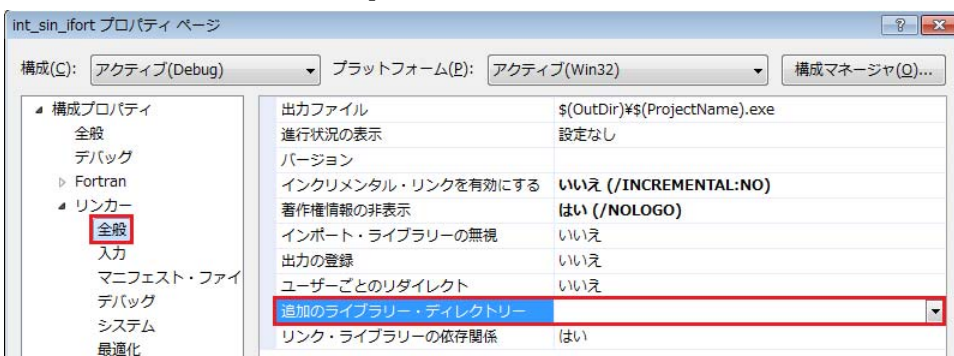 int_sin_ifort プロパティ ページ
構成(C): アクティブ(Debug) プラットフォーム(P): アクティブ(Win32) 構成マネージャ(O)...
構成プロパティ
全般
デバッグ
Fortran
リンカー
全般
入力
マニフェスト・ファイ
デバッグ
システム
最適化
出力ファイル $(OutDir)¥$(ProjectName).exe
進行状況の表示 設定なし
バージョン
インクリメンタル・リンクを有効にする いいえ (/INCREMENTAL:NO)
著作権情報の非表示 はい (/NOLOGO)
インポート・ライブラリーの無視 いいえ
出力の登録 いいえ
ユーザーごとのリダイレクト いいえ
追加のライブラリー・ディレクトリー
リンク・ライブラリーの依存関係 はい